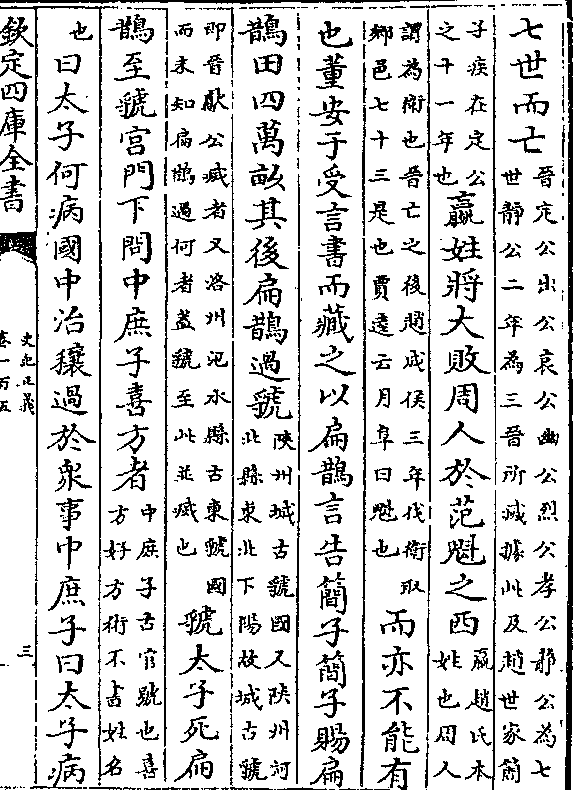 七世而亡晉定公出公哀公幽公烈公孝公靜公為七世靜公二年為三晉所滅據此及趙世家簡
子疾在定公之十一年也嬴姓將大敗周人於范魁之西嬴趙氏本姓也周人
謂為衛也晉亡之後趙成侯三年伐衛取鄉邑七十三是也賈逵云月阜曰魁也而亦不能有
也董安于受言書而藏之以扁鵲言告簡子簡子賜扁
鵲田四萬畝其後扁鵲過虢陝州城古虢國又陝州河北縣東北下陽故城古虢
即晉獻公滅者又洛州汜水縣古東虢國而未知扁鵲過何者蓋虢至此並滅也虢太子死扁
鵲至虢宮門下問中庶子喜方者中庶子古官號也喜方好方術不書姓名
也曰太子何病國中治穰過於衆事中庶子曰太子病
欽定四庫全書
史記正義
卷一百五
三